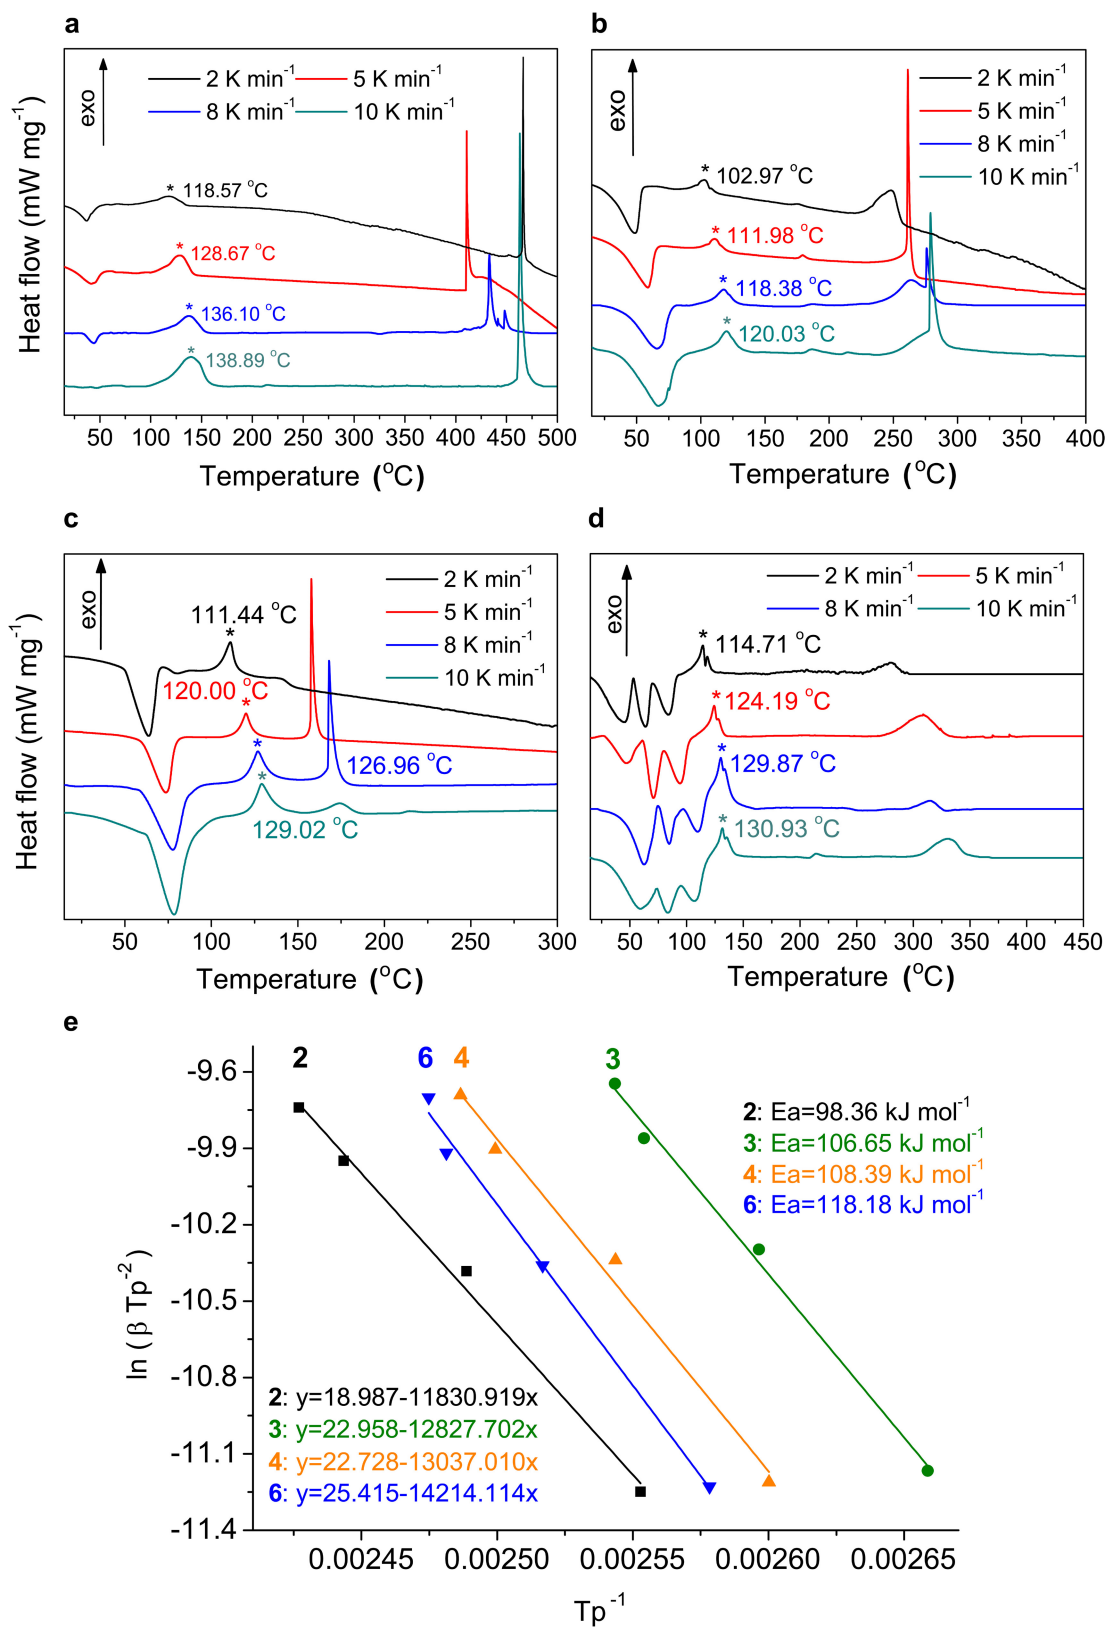 a
exo
2 K min⁻¹ 5 K min⁻¹
8 K min⁻¹ 10 K min⁻¹
* 118.57 °C
* 128.67 °C
* 136.10 °C
* 138.89 °C
Heat flow (mW mg⁻¹)
50 100 150 200 250 300 350 400 450 500
Temperature (°C)
b
exo
2 K min⁻¹
5 K min⁻¹
8 K min⁻¹
10 K min⁻¹
* 102.97 °C
* 111.98 °C
* 118.38 °C
* 120.03 °C
50 100 150 200 250 300 350 400
Temperature (°C)
c
exo
2 K min⁻¹
5 K min⁻¹
8 K min⁻¹
10 K min⁻¹
111.44 °C
*
120.00 °C
*
*
126.96 °C
*
129.02 °C
Heat flow (mW mg⁻¹)
50 100 150 200 250 300
Temperature (°C)
d
exo
2 K min⁻¹ 5 K min⁻¹
8 K min⁻¹ 10 K min⁻¹
* 114.71 °C
* 124.19 °C
* 129.87 °C
* 130.93 °C
50 100 150 200 250 300 350 400 450
Temperature (°C)
e
2 6 4 3
2: Ea=98.36 kJ mol⁻¹
3: Ea=106.65 kJ mol⁻¹
4: Ea=108.39 kJ mol⁻¹
6: Ea=118.18 kJ mol⁻¹
2: y=18.987-11830.919x
3: y=22.958-12827.702x
4: y=22.728-13037.010x
6: y=25.415-14214.114x
ln ( β Tp⁻²)
-9.6
-9.9
-10.2
-10.5
-10.8
-11.1
-11.4
0.00245 0.00250 0.00255 0.00260 0.00265
Tp⁻¹